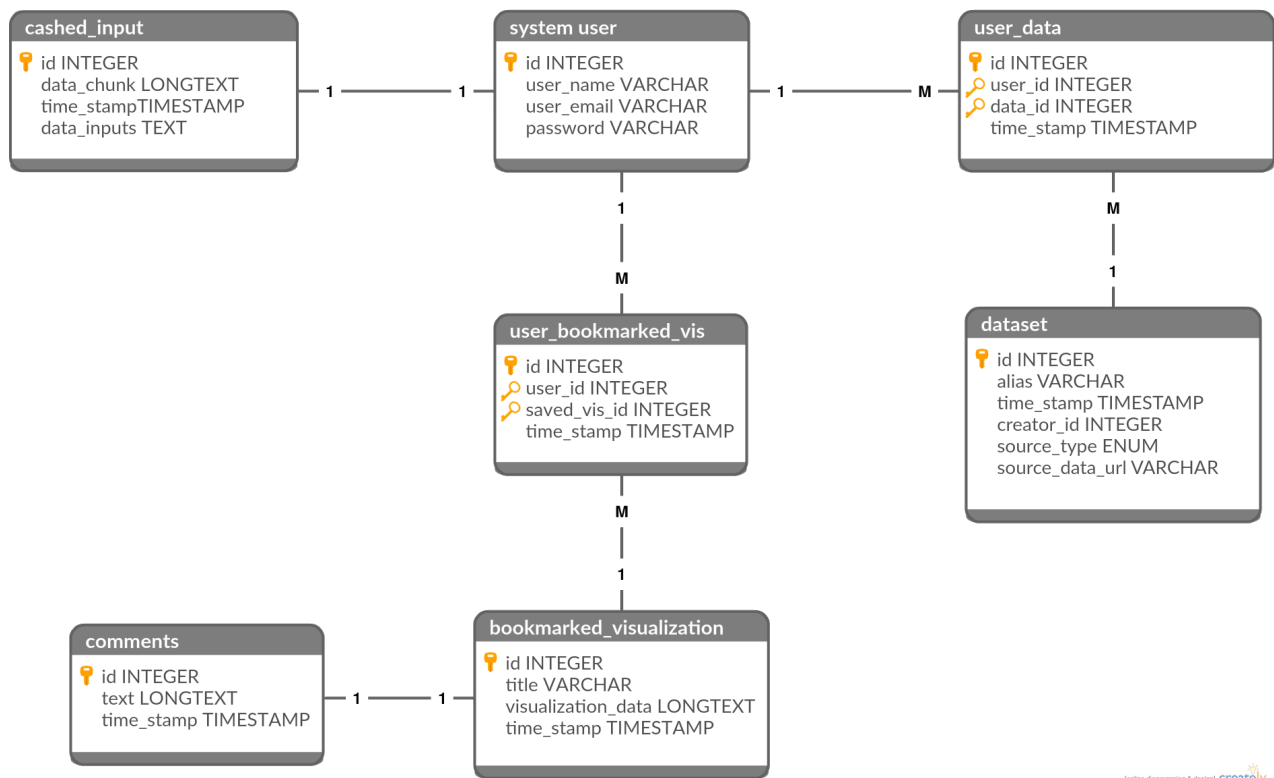 cashed_input
id INTEGER
data_chunk LONGTEXT
time_stampTIMESTAMP
data_inputs TEXT
1
1
system user
id INTEGER
user_name VARCHAR
user_email VARCHAR
password VARCHAR
1
M
user_data
id INTEGER
user_id INTEGER
data_id INTEGER
time_stamp TIMESTAMP
1
M
M
1
user_bookmarked_vis
id INTEGER
user_id INTEGER
saved_vis_id INTEGER
time_stamp TIMESTAMP
dataset
id INTEGER
alias VARCHAR
time_stamp TIMESTAMP
creator_id INTEGER
source_type ENUM
source_data_url VARCHAR
M
1
comments
id INTEGER
text LONGTEXT
time_stamp TIMESTAMP
1
1
bookmarked_visualization
id INTEGER
title VARCHAR
visualization_data LONGTEXT
time_stamp TIMESTAMP
creately